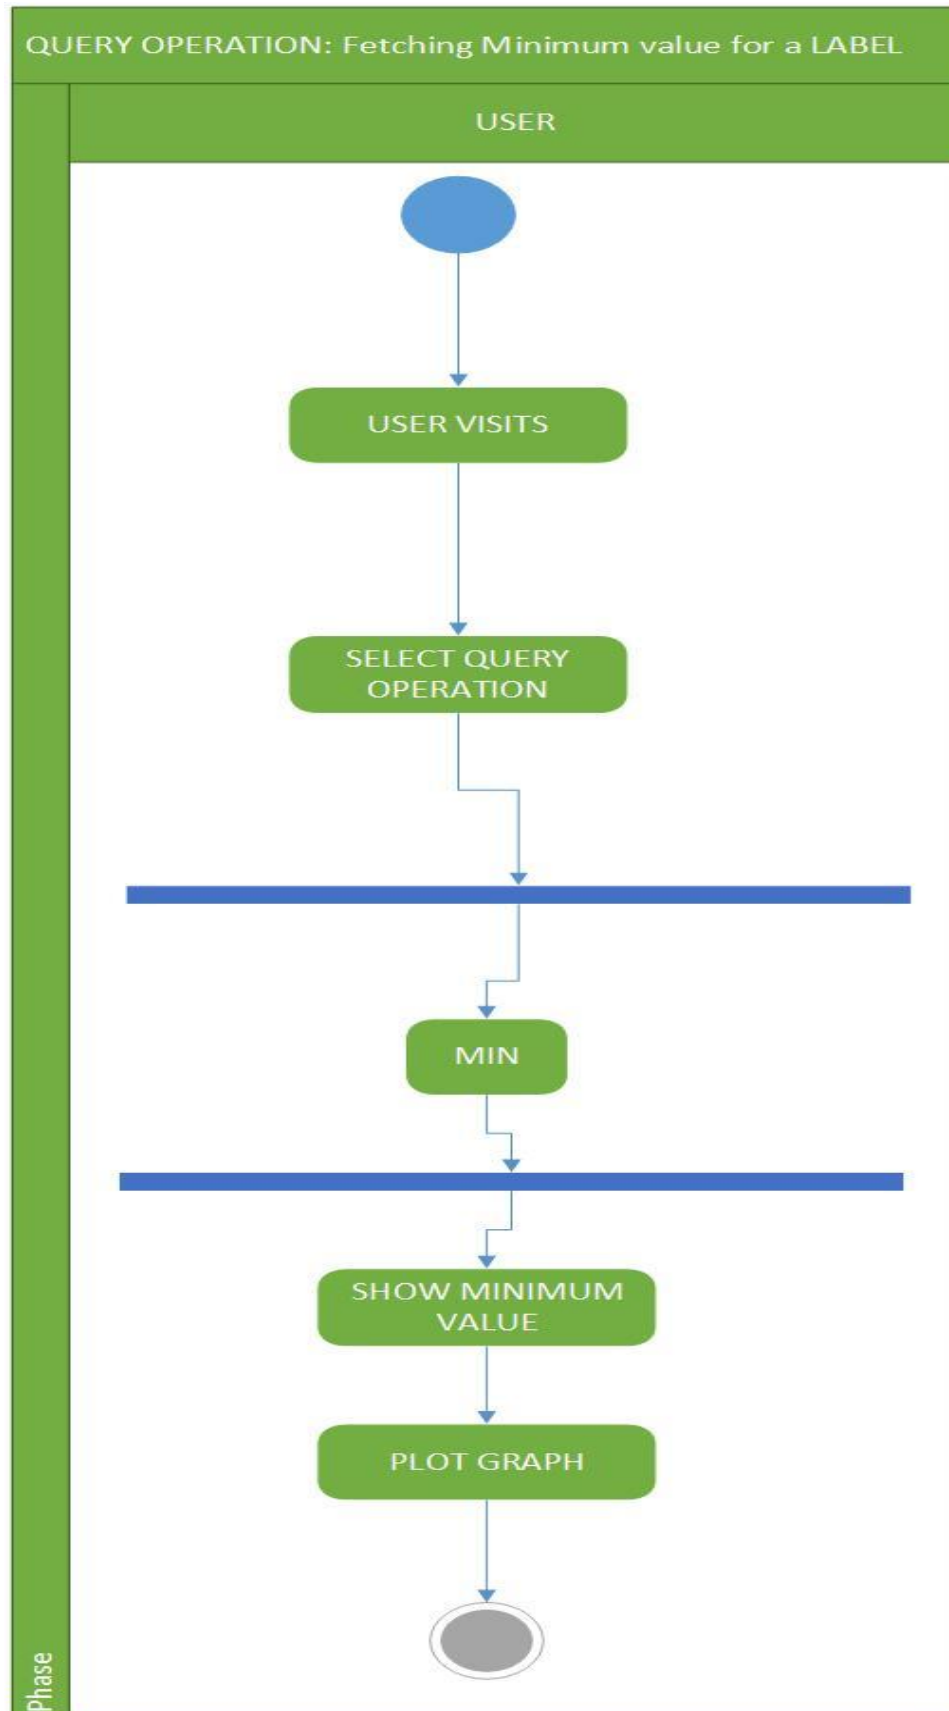 QUERY OPERATION: Fetching Minimum value for a LABEL
USER
USER VISITS
SELECT QUERY
OPERATION
MIN
SHOW MINIMUM
VALUE
PLOT GRAPH
Phase